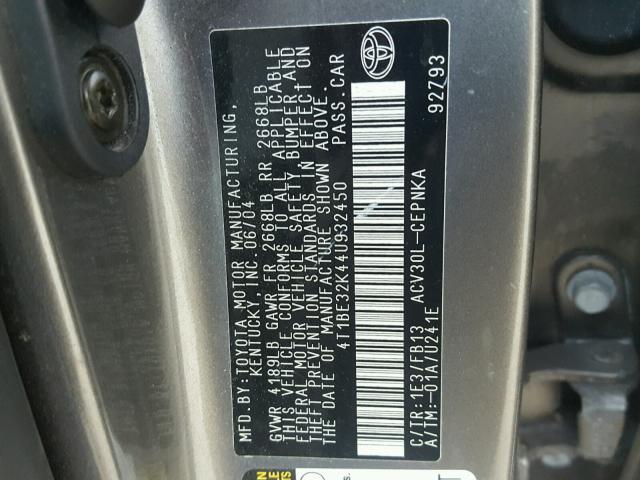 MFD.BY:TOYOTA MOTOR MANUFACTURING,
KENTUCKY, INC. 06/04
GVWR 4189LB GAWR FR 2668LB RR 2668LB
THIS VEHICLE CONFORMS TO ALL APPLICABLE
FEDERAL MOTOR VEHICLE SAFETY, BUMPER, AND
THEFT PREVENTION STANDARDS IN EFFECT ON
THE DATE OF MANUFACTURE SHOWN ABOVE.
4T1BE32K44U932450 PASS.CAR
C/TR:1E3/FB13 ACV30L-CEPNKA
A/TM:-01A/U241E 92793